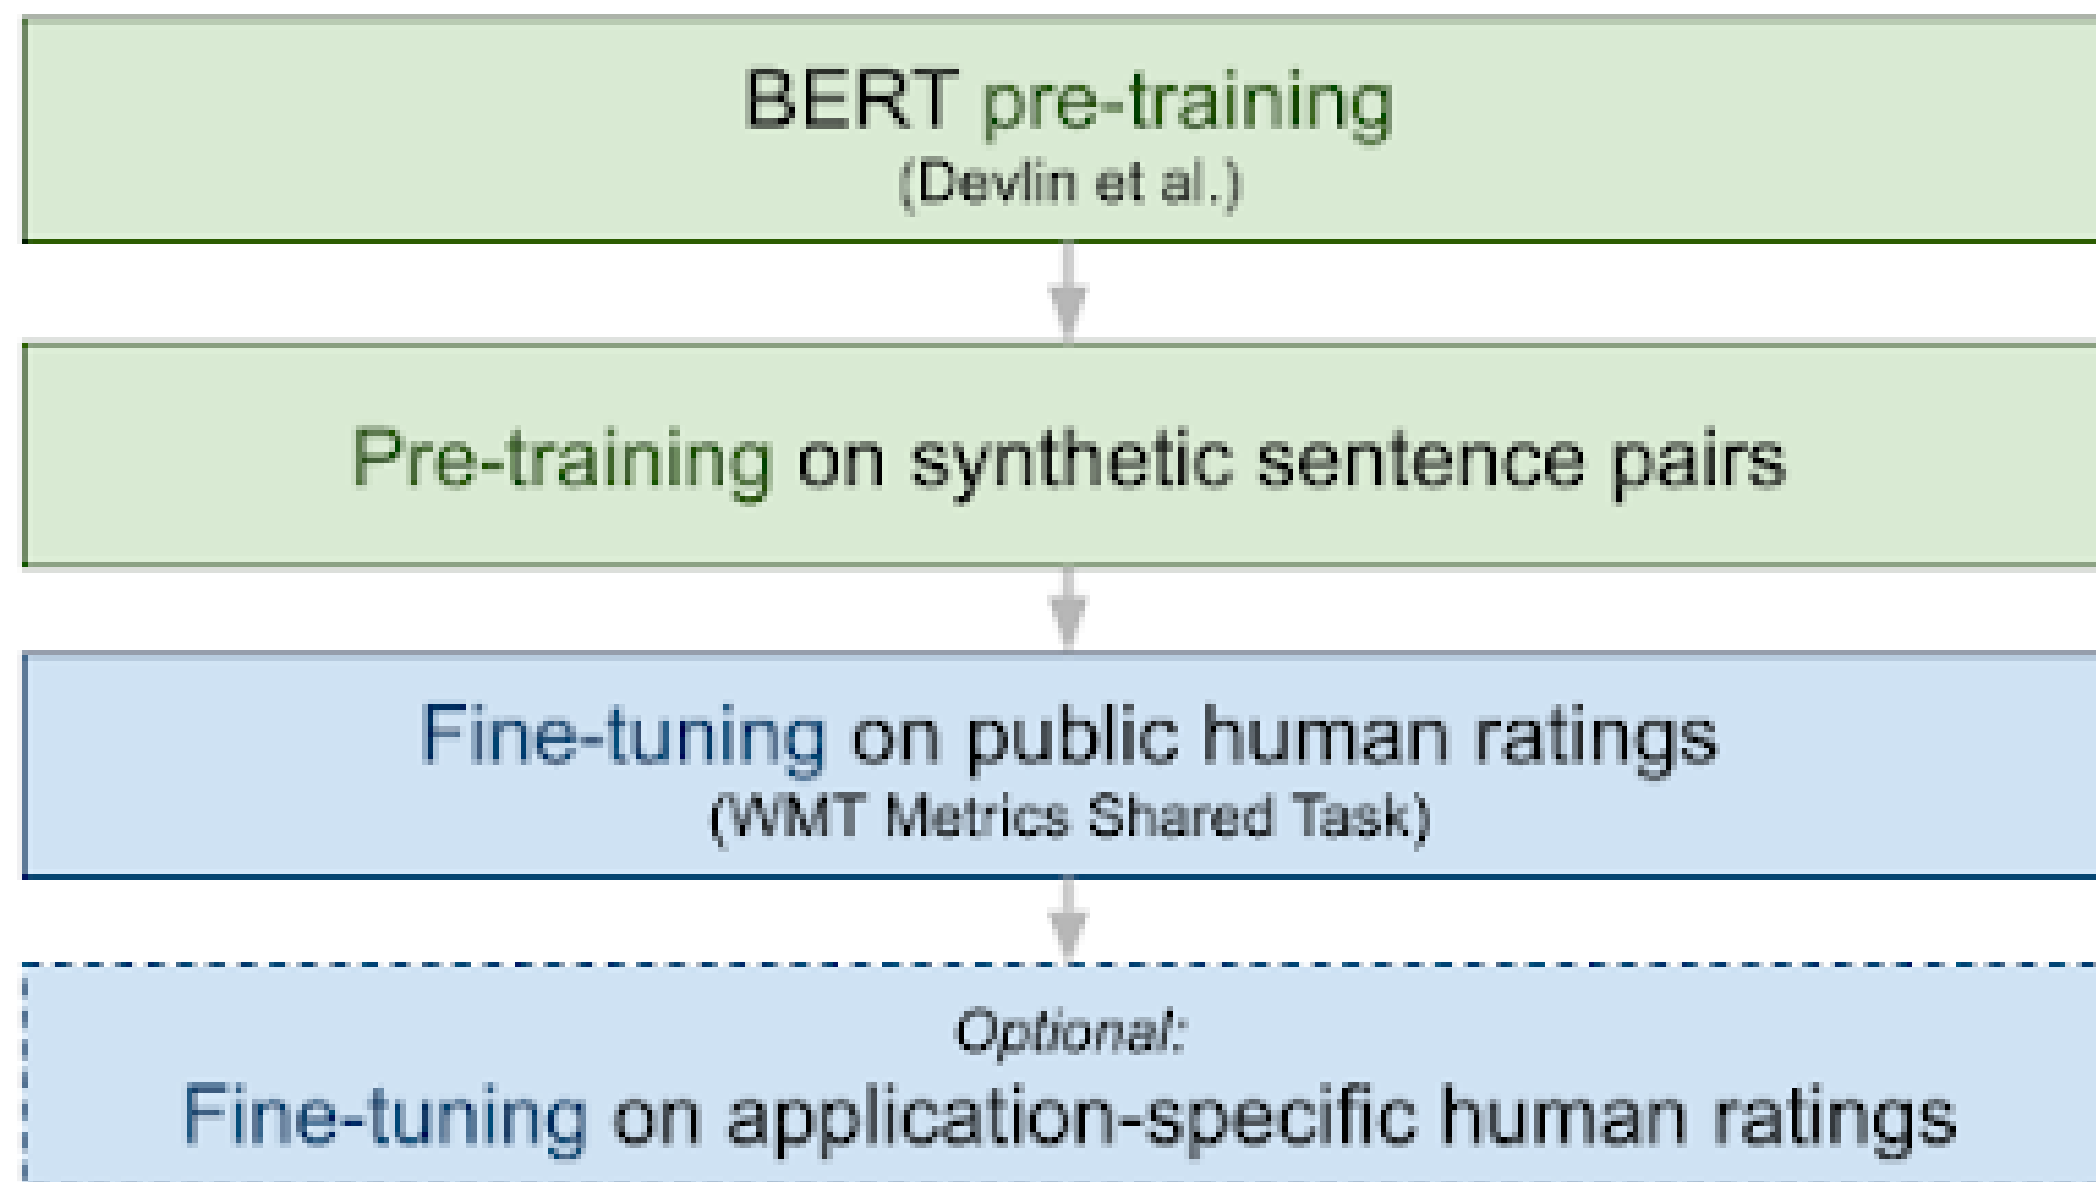 BERT pre-training
(Devlin et al.)
Pre-training on synthetic sentence pairs
Fine-tuning on public human ratings
(WMT Metrics Shared Task)
Optional:
Fine-tuning on application-specific human ratings